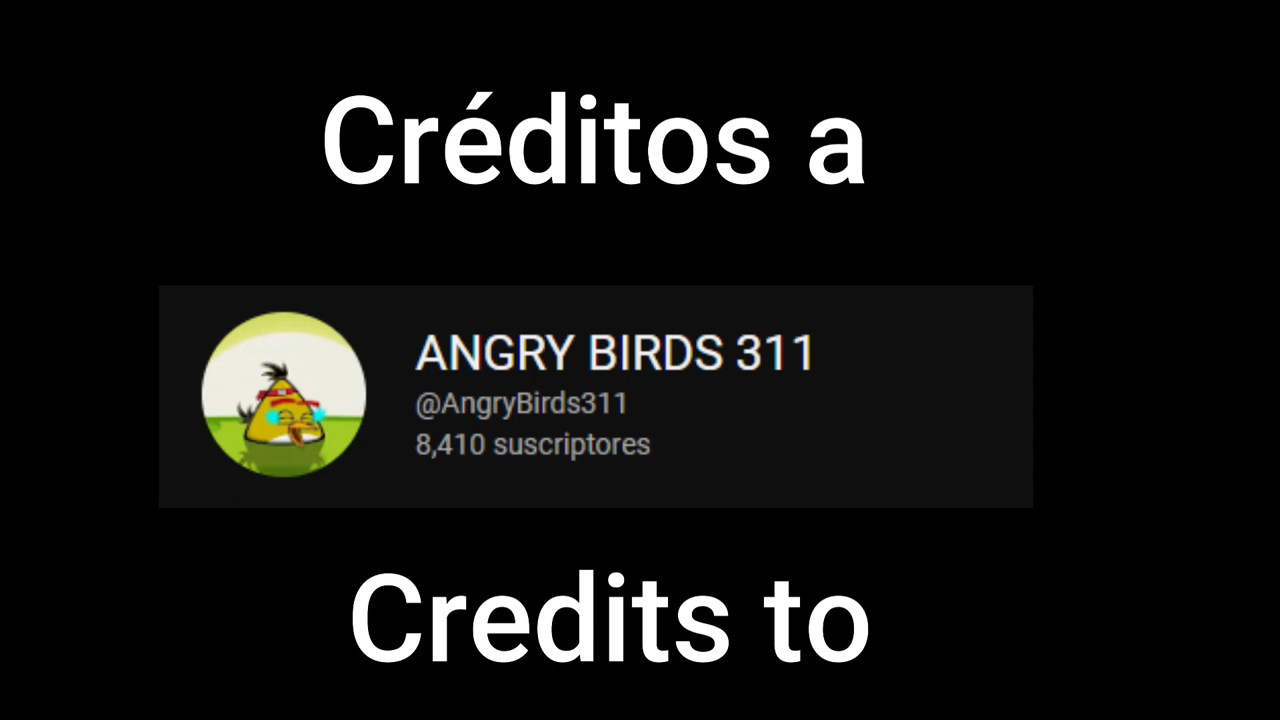 Créditos a
ANGRY BIRDS 311
@AngryBirds311
8,410 suscriptores
Credits to